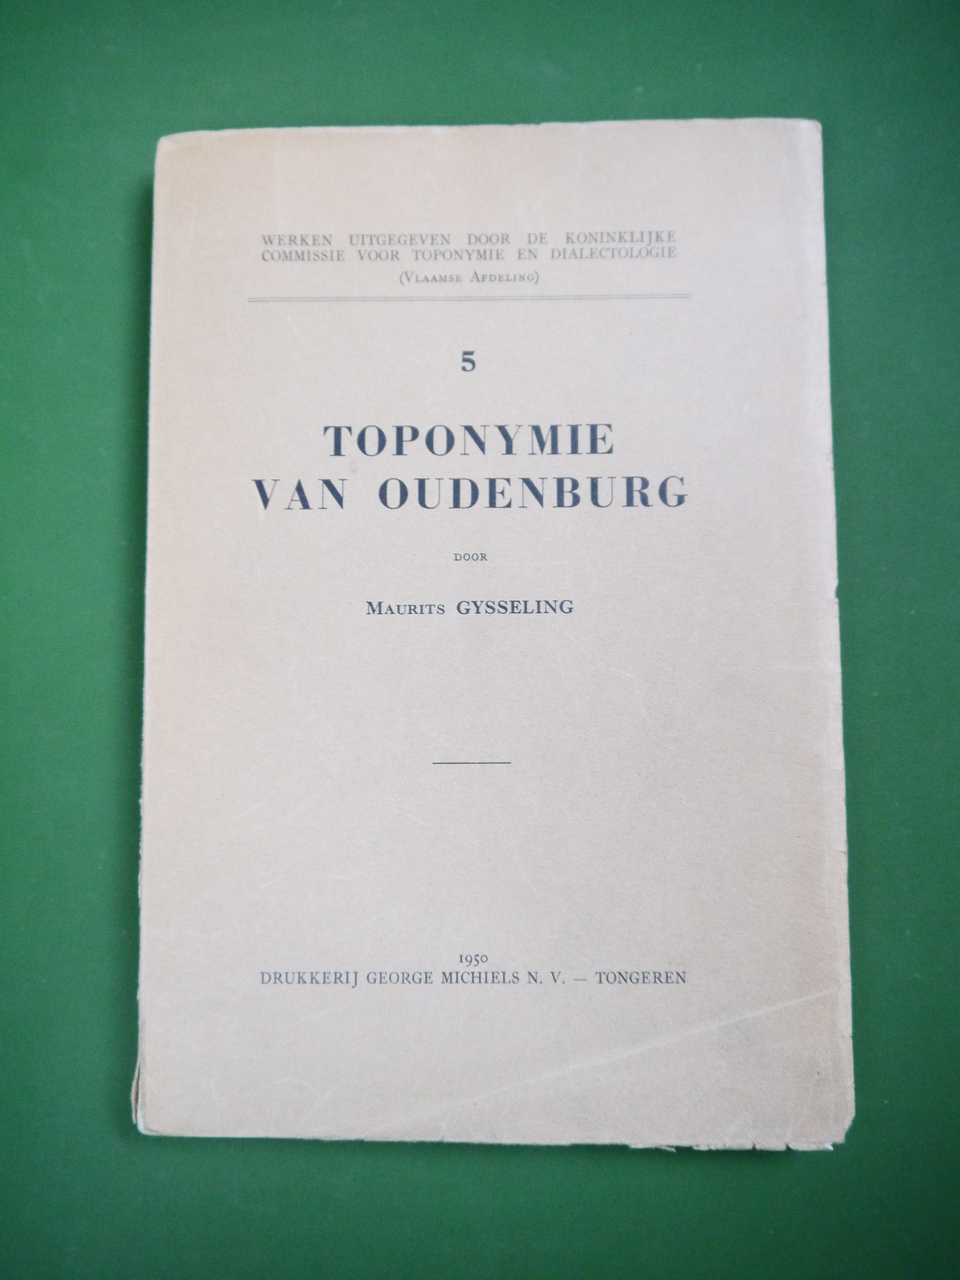 WERKEN UITGEGEVEN DOOR DE KONINKLIJKE
COMMISSIE VOOR TOPONYMIE EN DIALECTOLOGIE
(VLAAMSE AFDELING)
5
TOPONYMIE
VAN OUDENBURG
DOOR
MAURITS GYSSELING
1950
DRUKKERIJ GEORGE MICHIELS N. V. — TONGEREN